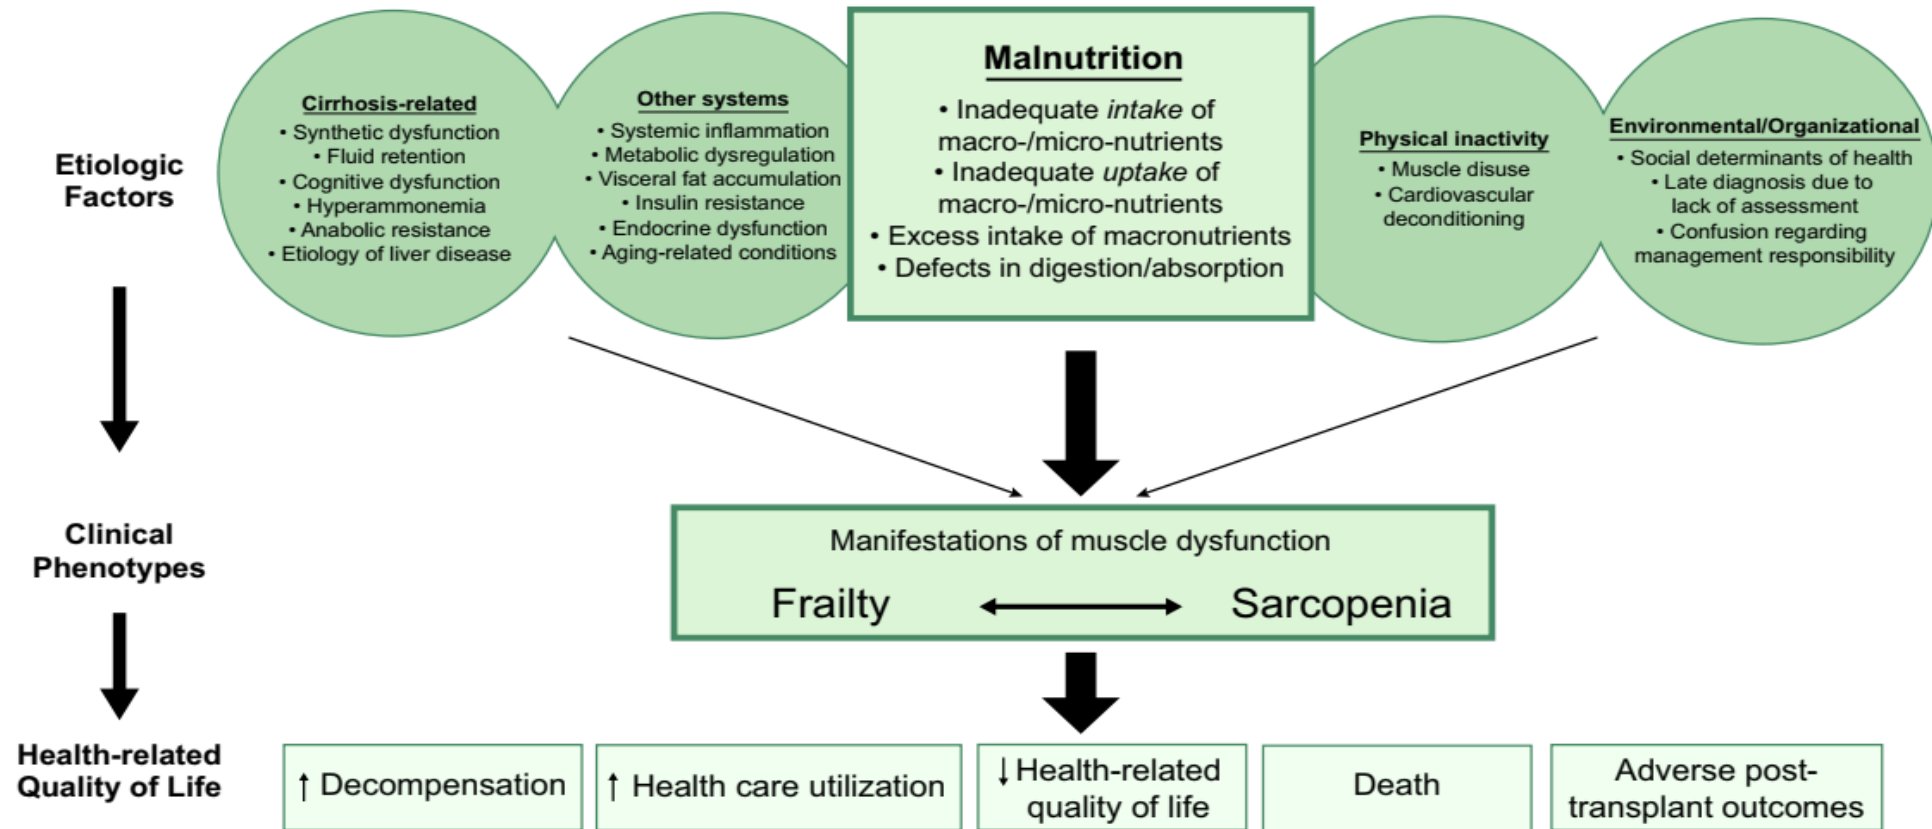 Etiologic
Factors
Cirrhosis-related
• Synthetic dysfunction
• Fluid retention
• Cognitive dysfunction
• Hyperammonemia
• Anabolic resistance
• Etiology of liver disease
Other systems
• Systemic inflammation
• Metabolic dysregulation
• Visceral fat accumulation
• Insulin resistance
• Endocrine dysfunction
• Aging-related conditions
Malnutrition
• Inadequate intake of
macro-/micro-nutrients
• Inadequate uptake of
macro-/micro-nutrients
• Excess intake of macronutrients
• Defects in digestion/absorption
Physical inactivity
• Muscle disuse
• Cardiovascular
deconditioning
Environmental/Organizational
• Social determinants of health
• Late diagnosis due to
lack of assessment
• Confusion regarding
management responsibility
Clinical
Phenotypes
Manifestations of muscle dysfunction
Frailty ↔ Sarcopenia
Health-related
Quality of Life
↑ Decompensation
↑ Health care utilization
↓ Health-related
quality of life
Death
Adverse post-
transplant outcomes